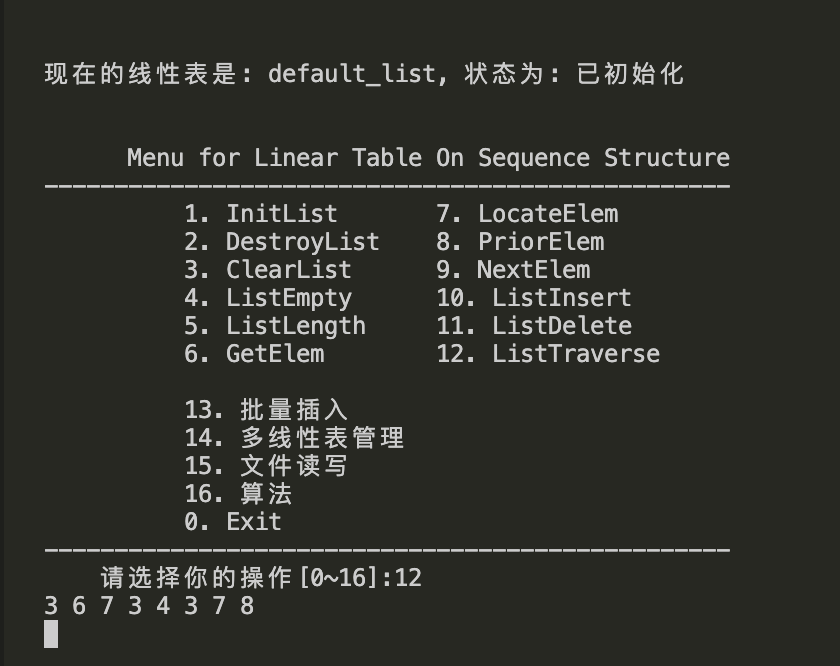 现在的线性表是: default_list, 状态为: 已初始化
Menu for Linear Table On Sequence Structure
-------------------------------------------------
1. InitList 7. LocateElem
2. DestroyList 8. PriorElem
3. ClearList 9. NextElem
4. ListEmpty 10. ListInsert
5. ListLength 11. ListDelete
6. GetElem 12. ListTraverse
13. 批量插入
14. 多线性表管理
15. 文件读写
16. 算法
0. Exit
-------------------------------------------------
请选择你的操作[0~16]:12
3 6 7 3 4 3 7 8